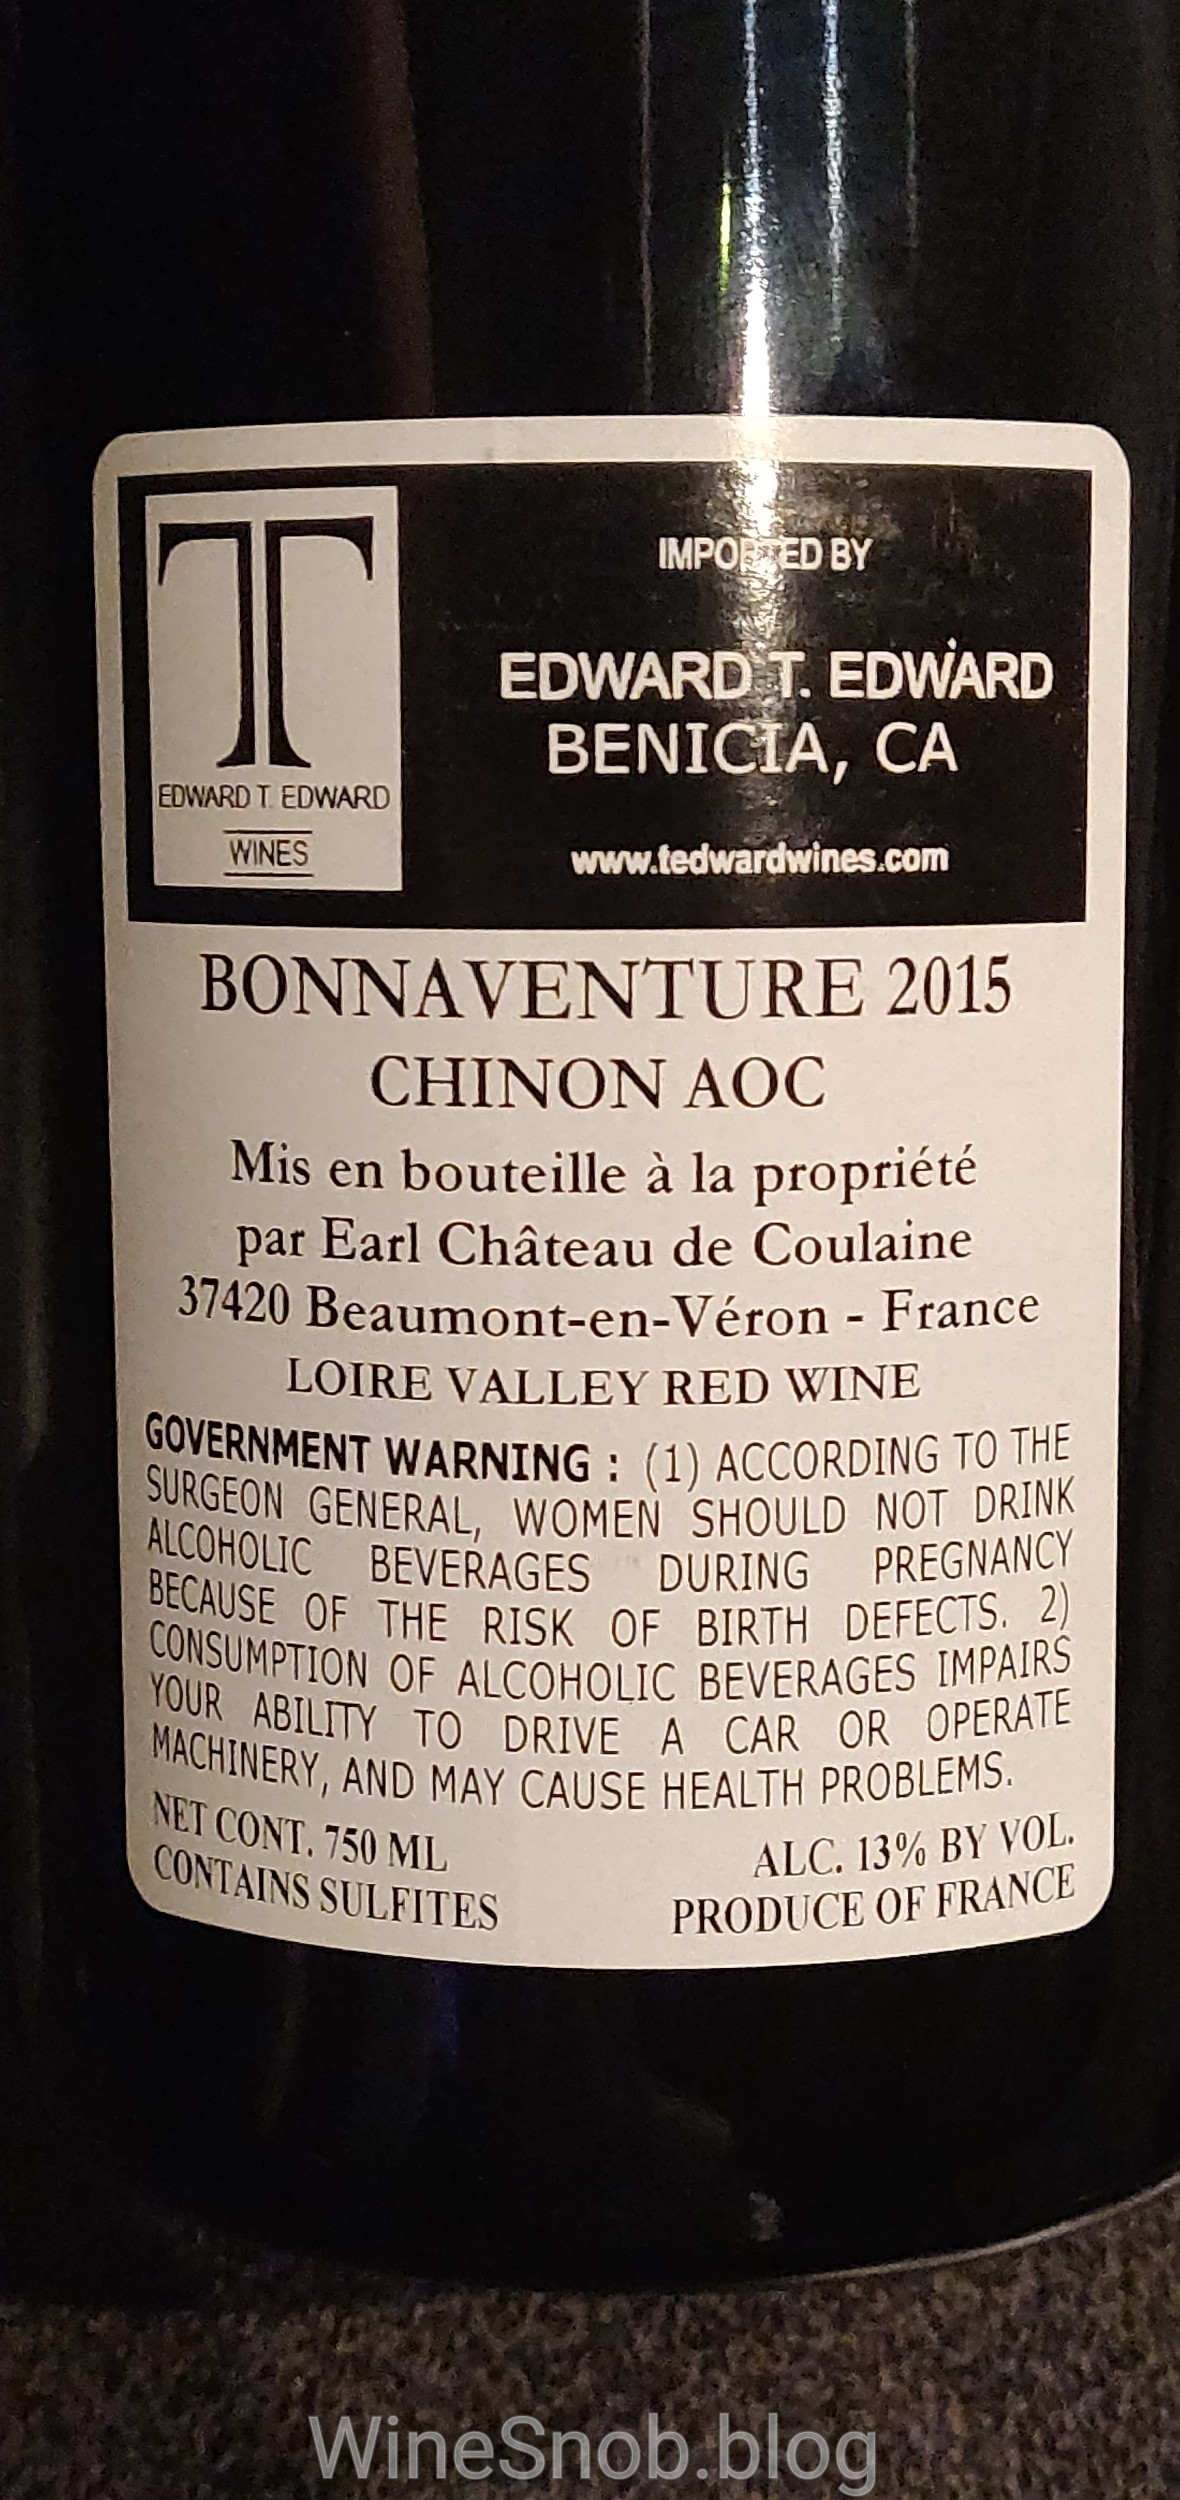 T
EDWARD T. EDWARD
WINES
IMPORTED BY
EDWARD T. EDWARD
BENICIA, CA
www.tedwardwines.com
BONNAVENTURE 2015
CHINON AOC
Mis en bouteille à la propriété
par Earl Château de Coulaine
37420 Beaumont-en-Véron - France
LOIRE VALLEY RED WINE
GOVERNMENT WARNING : (1) ACCORDING TO THE
SURGEON GENERAL, WOMEN SHOULD NOT DRINK
ALCOHOLIC BEVERAGES DURING PREGNANCY
BECAUSE OF THE RISK OF BIRTH DEFECTS. 2)
CONSUMPTION OF ALCOHOLIC BEVERAGES IMPAIRS
YOUR ABILITY TO DRIVE A CAR OR OPERATE
MACHINERY, AND MAY CAUSE HEALTH PROBLEMS.
NET CONT. 750 ML
ALC. 13% BY VOL.
CONTAINS SULFITES
PRODUCE OF FRANCE
WineSnob.blog